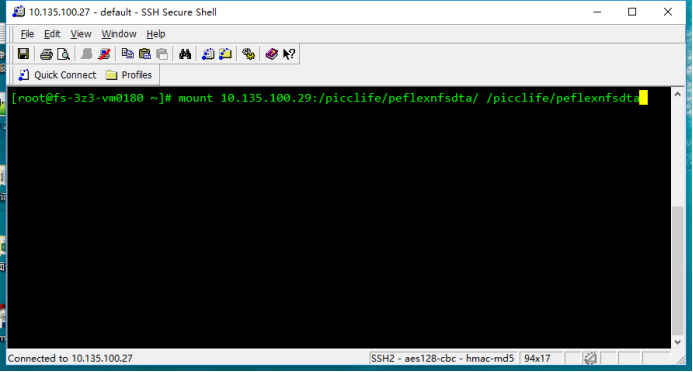 10.135.100.27 - default - SSH Secure Shell
File Edit View Window Help
Quick Connect Profiles
[root@fs-3z3-vm0180 ~]# mount 10.135.100.29:/picclife/peflexnfsdta/ /picclife/peflexnfsdta
Connected to 10.135.100.27 SSH2 - aes128-cbc - hmac-md5 94x17